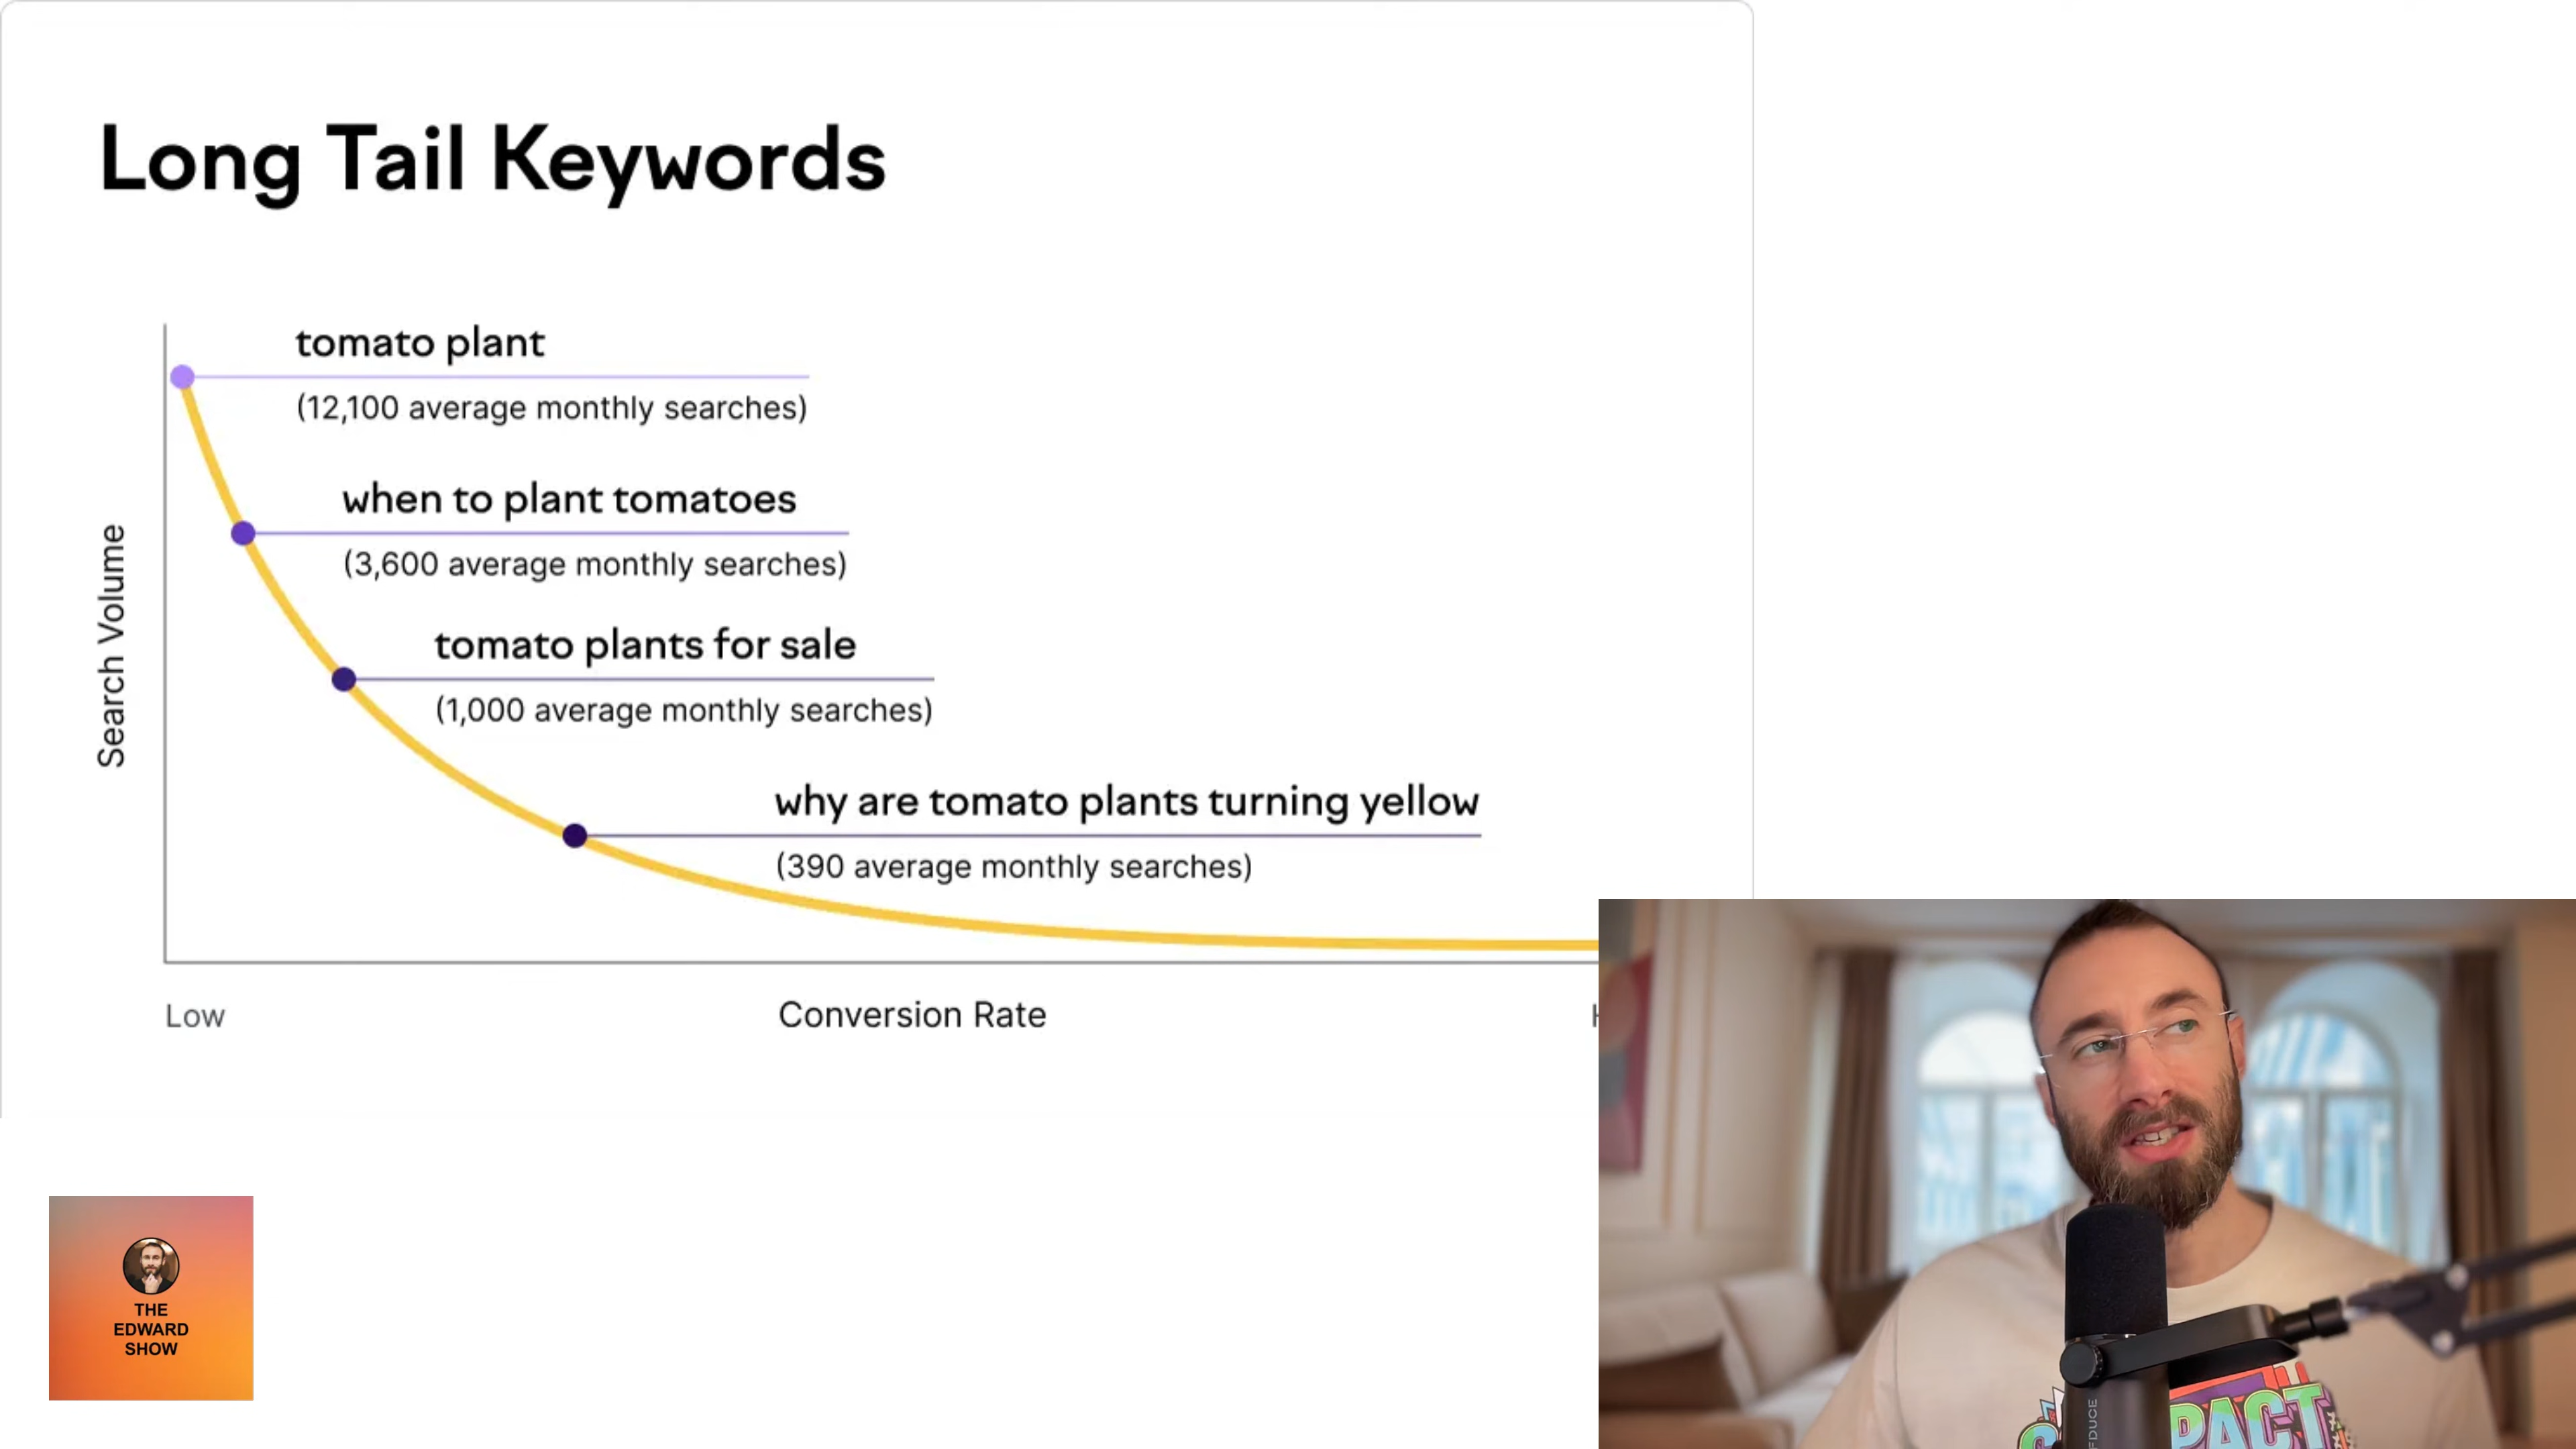 Long Tail Keywords
tomato plant
(12,100 average monthly searches)
when to plant tomatoes
(3,600 average monthly searches)
tomato plants for sale
(1,000 average monthly searches)
why are tomato plants turning yellow
(390 average monthly searches)
Search Volume
Low
Conversion Rate
THE
EDWARD
SHOW